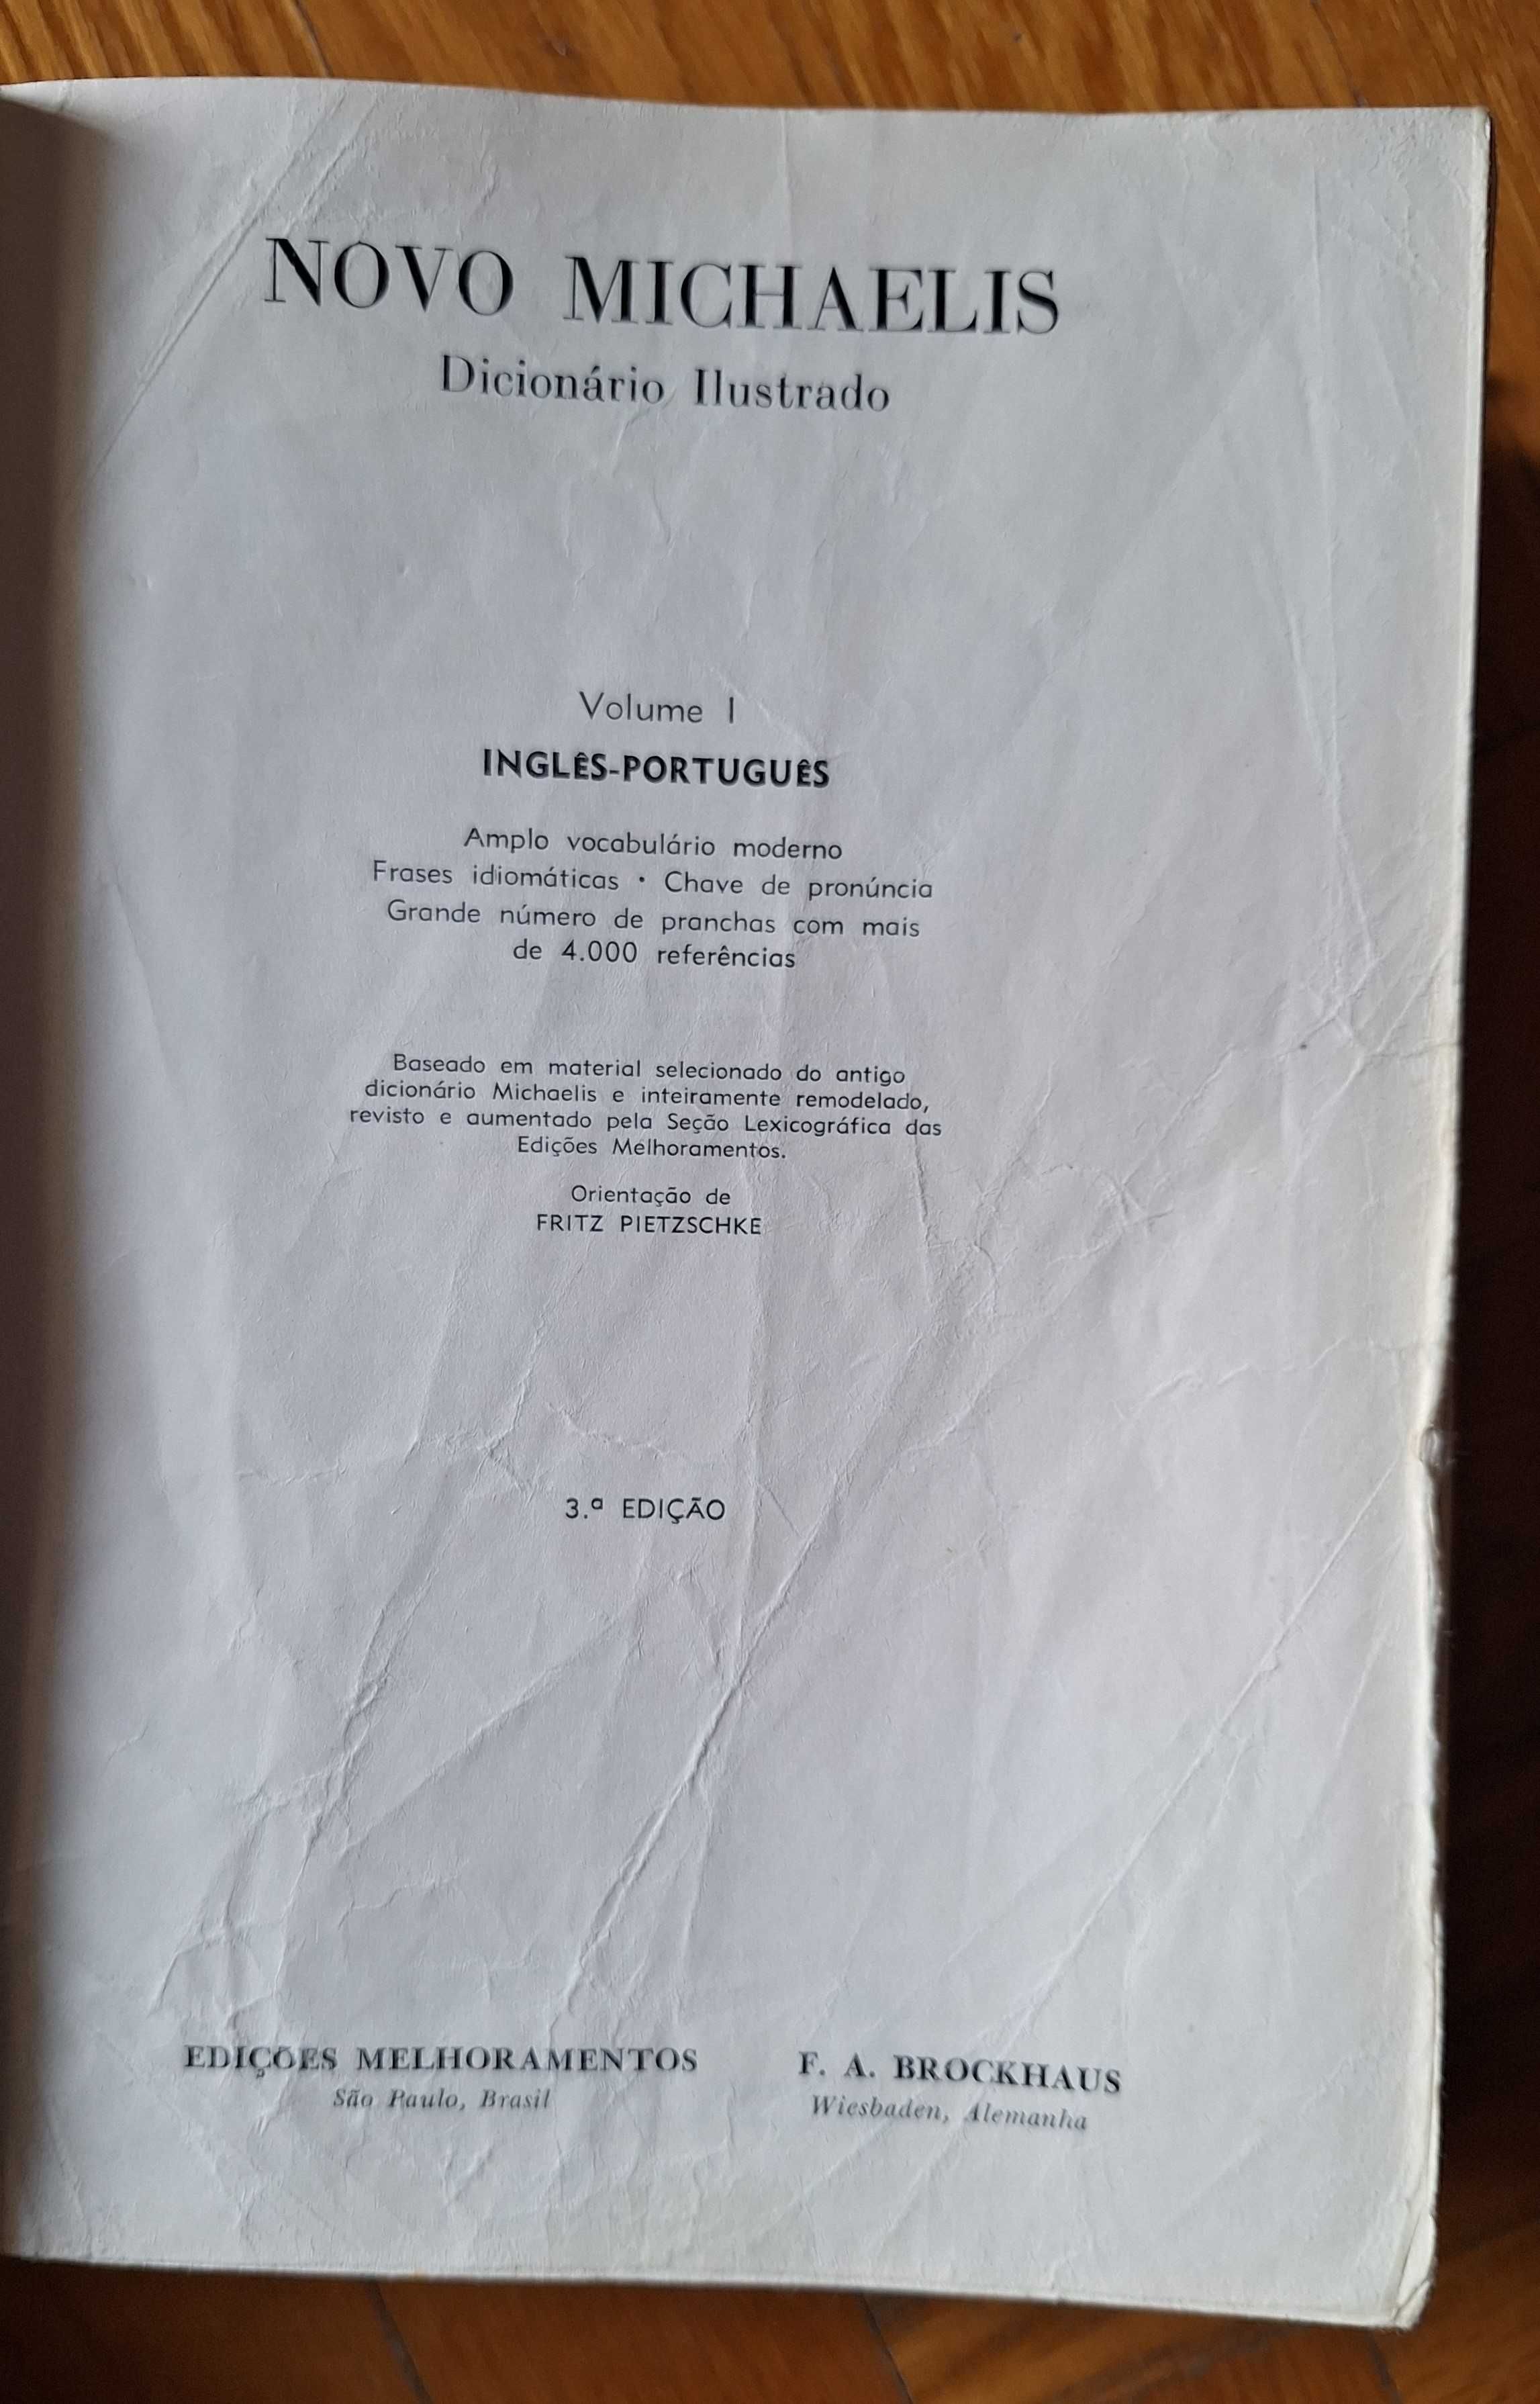 NOVO MICHAELIS
Dicionário Ilustrado
Volume I
INGLÊS-PORTUGUÊS
Amplo vocabulário moderno
Frases idiomáticas • Chave de pronúncia
Grande número de pranchas com mais
de 4.000 referências
Baseado em material selecionado do antigo
dicionário Michaelis e inteiramente remodelado,
revisto e aumentado pela Seção Lexicográfica das
Edições Melhoramentos.
Orientação de
FRITZ PIETZSCHKE
3.ª EDIÇÃO
EDIÇÕES MELHORAMENTOS
São Paulo, Brasil
F. A. BROCKHAUS
Wiesbaden, Alemanha